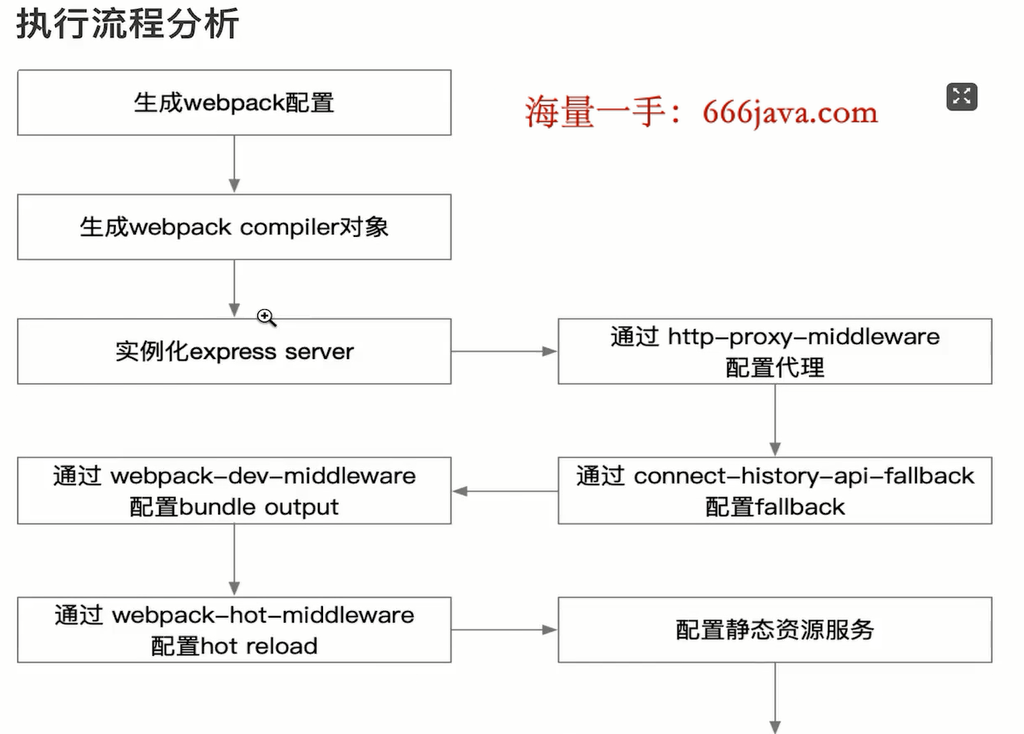 执行流程分析
生成webpack配置
海量一手：666java.com
生成webpack compiler对象
实例化express server
通过 http-proxy-middleware
配置代理
通过 connect-history-api-fallback
配置fallback
通过 webpack-dev-middleware
配置bundle output
通过 webpack-hot-middleware
配置hot reload
配置静态资源服务